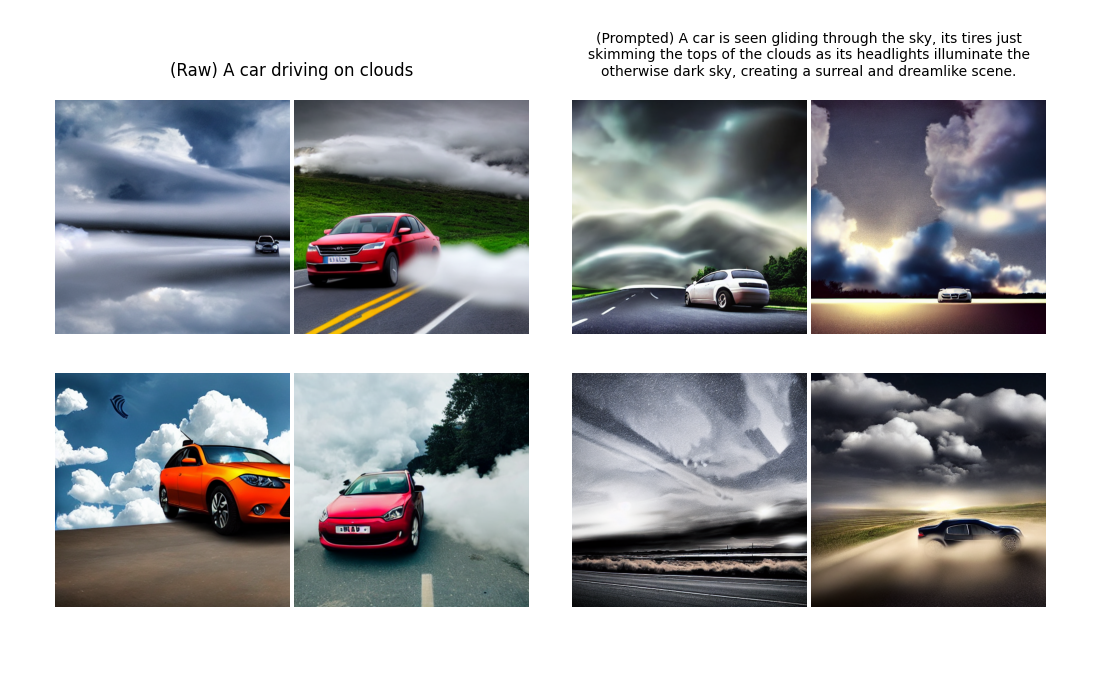 (Raw) A car driving on clouds
(Prompted) A car is seen gliding through the sky, its tires just
skimming the tops of the clouds as its headlights illuminate the
otherwise dark sky, creating a surreal and dreamlike scene.